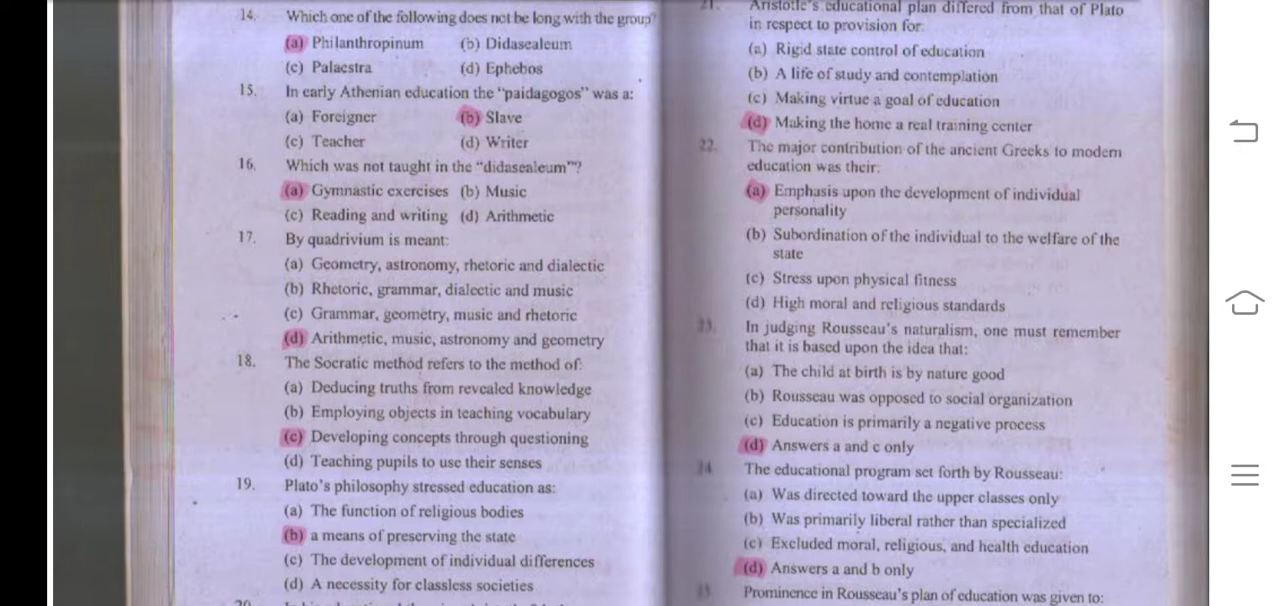 14. Which one of the following does not be long with the group?
(a) Philanthropinum (b) Didasealeum
(c) Palaestra (d) Ephebos
15. In early Athenian education the "paidagogos" was a:
(a) Foreigner (b) Slave
(c) Teacher (d) Writer
16. Which was not taught in the "didasealeum"?
(a) Gymnastic exercises (b) Music
(c) Reading and writing (d) Arithmetic
17. By quadrivium is meant:
(a) Geometry, astronomy, rhetoric and dialectic
(b) Rhetoric, grammar, dialectic and music
(c) Grammar, geometry, music and rhetoric
(d) Arithmetic, music, astronomy and geometry
18. The Socratic method refers to the method of:
(a) Deducing truths from revealed knowledge
(b) Employing objects in teaching vocabulary
(c) Developing concepts through questioning
(d) Teaching pupils to use their senses
19. Plato's philosophy stressed education as:
(a) The function of religious bodies
(b) a means of preserving the state
(c) The development of individual differences
(d) A necessity for classless societies
20.
21. Aristotle's educational plan differed from that of Plato
in respect to provision for:
(a) Rigid state control of education
(b) A life of study and contemplation
(c) Making virtue a goal of education
(d) Making the home a real training center
22. The major contribution of the ancient Greeks to modern
education was their:
(a) Emphasis upon the development of individual
personality
(b) Subordination of the individual to the welfare of the
state
(c) Stress upon physical fitness
(d) High moral and religious standards
23. In judging Rousseau's naturalism, one must remember
that it is based upon the idea that:
(a) The child at birth is by nature good
(b) Rousseau was opposed to social organization
(c) Education is primarily a negative process
(d) Answers a and c only
24 The educational program set forth by Rousseau:
(a) Was directed toward the upper classes only
(b) Was primarily liberal rather than specialized
(c) Excluded moral, religious, and health education
(d) Answers a and b only
Prominence in Rousseau's plan of education was given to: